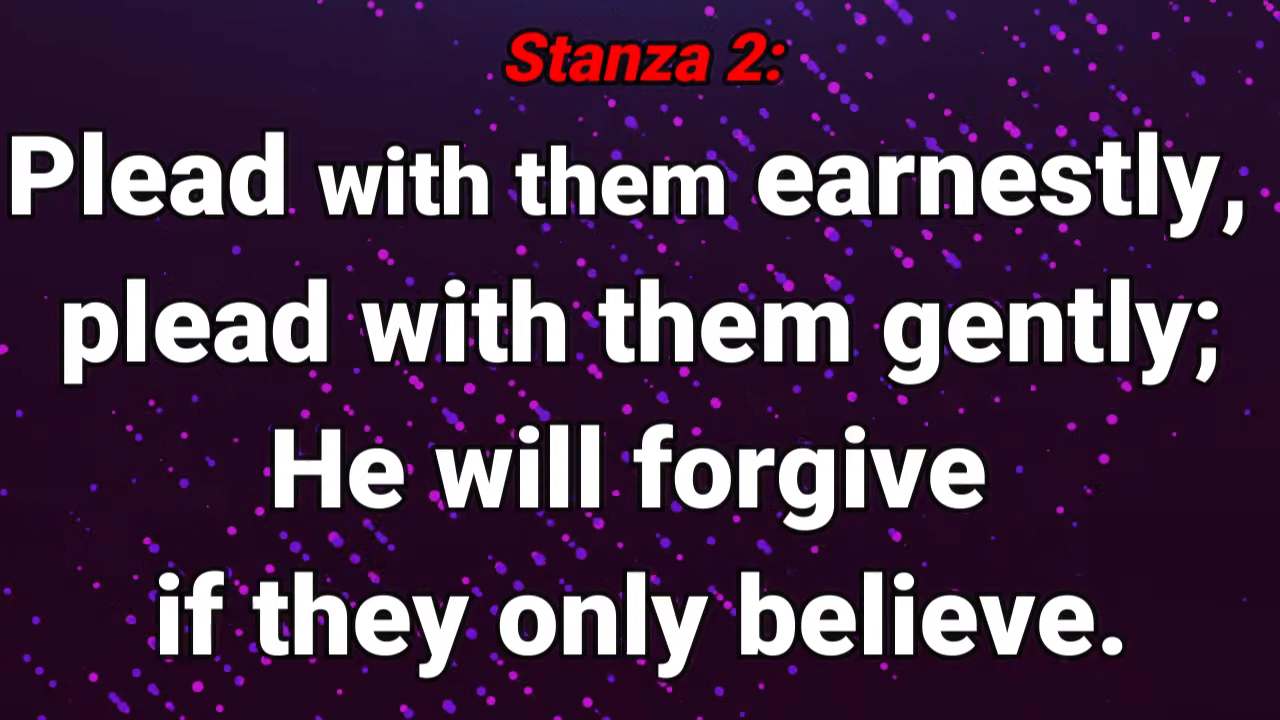 Stanza 2:
Plead with them earnestly,
plead with them gently;
He will forgive
if they only believe.